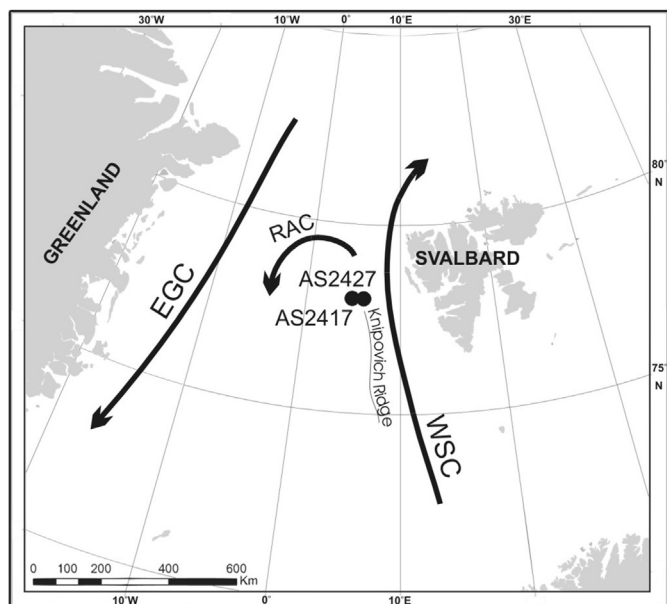 30°W 10°W 0° 10°E 30°E
80°
N
GREENLAND
RAC
SVALBARD
EGC
AS2427
AS2417
Knipovich Ridge
75°
N
WSC
0 100 200 400 600
Km
10°W 0° 10°E